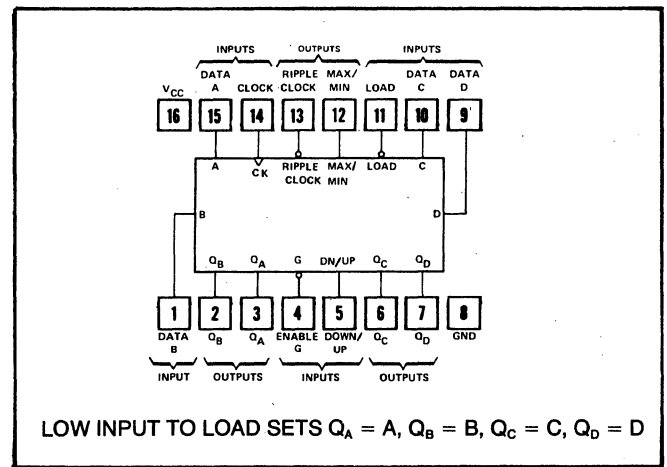 INPUTS OUTPUTS INPUTS
DATA RIPPLE MAX/ DATA DATA
VCC A CLOCK CLOCK MIN LOAD C D
16 15 14 13 12 11 10 9
A CK RIPPLE CLOCK MAX/ MIN LOAD C
B D
QB QA G DN/UP QC QD
1 2 3 4 5 6 7 8
DATA B QB QA ENABLE G DOWN/ UP QC QD GND
INPUT OUTPUTS INPUTS OUTPUTS
LOW INPUT TO LOAD SETS QA = A, QB = B, QC = C, QD = D